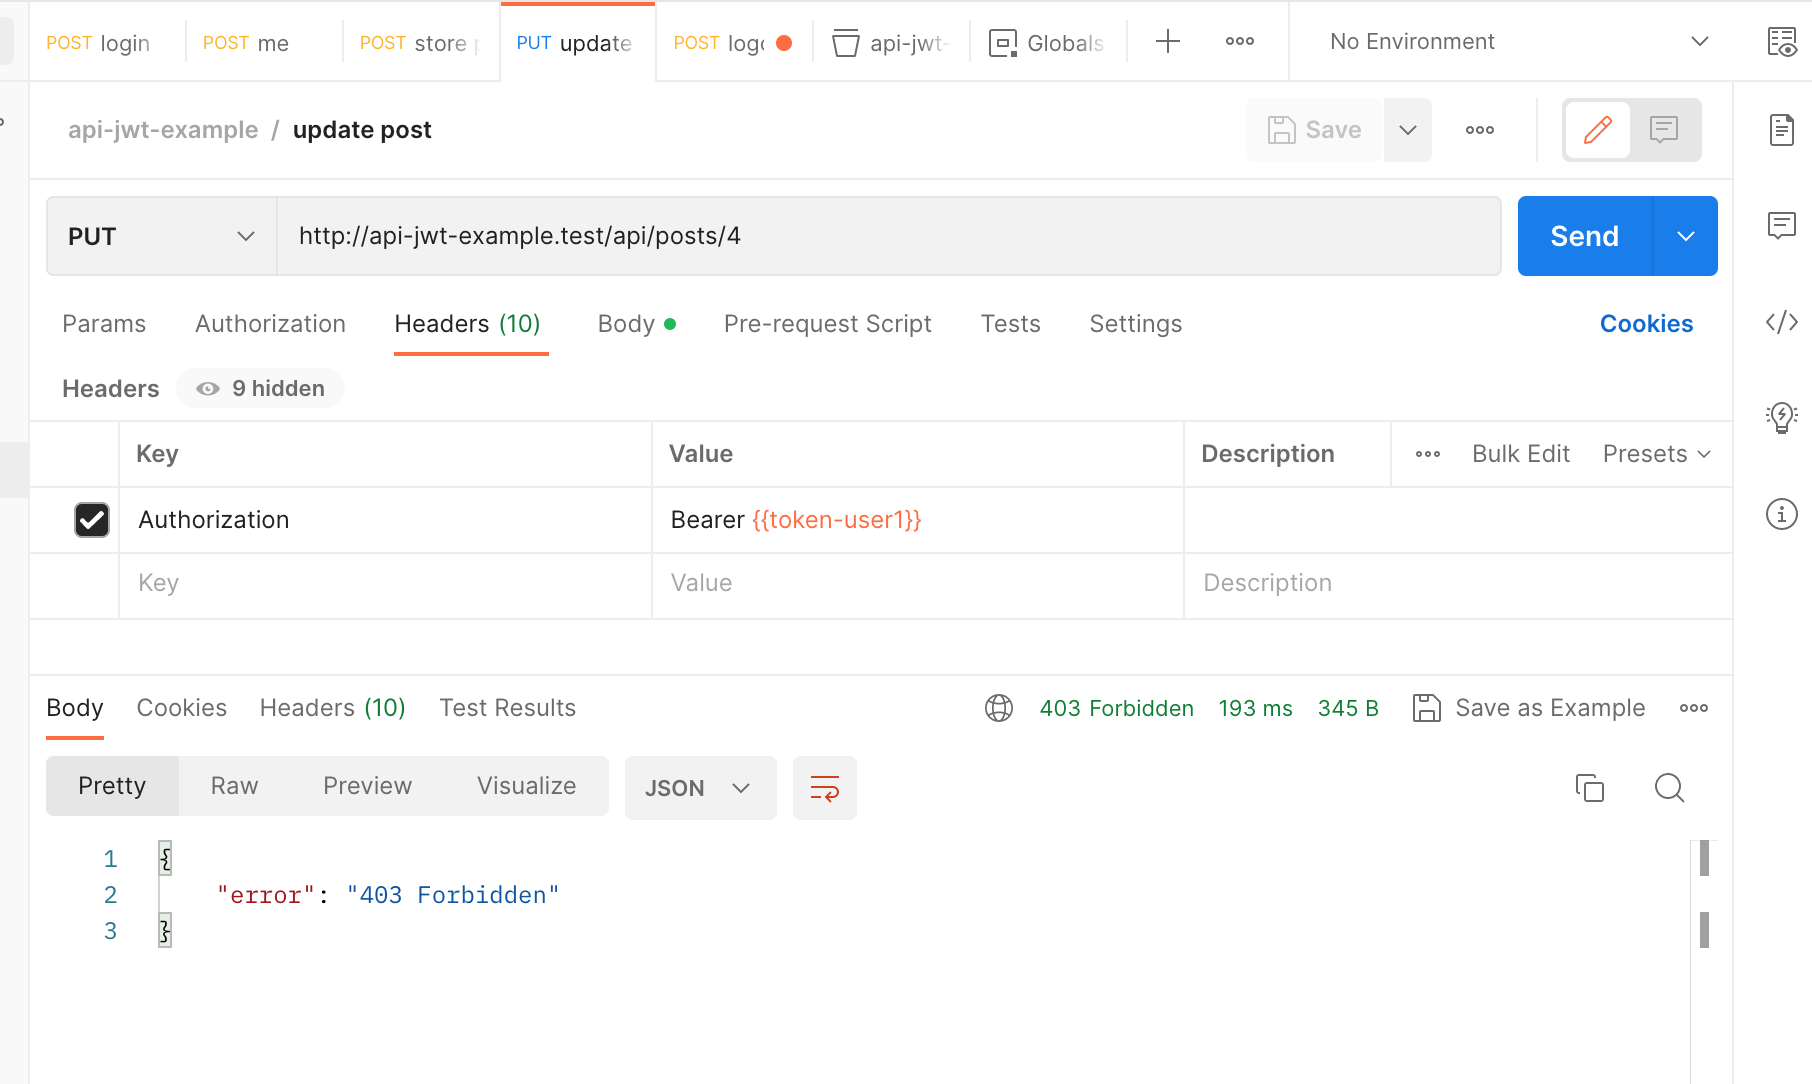 POST login POST me POST store PUT update POST api-jwt- Globals No Environment
api-jwt-example / update post Save
PUT http://api-jwt-example.test/api/posts/4 Send
Params Authorization Headers (10) Body Pre-request Script Tests Settings Cookies
Headers 9 hidden
Key Value Description Bulk Edit Presets
Authorization Bearer {{token-user1}}
Key Value Description
Body Cookies Headers (10) Test Results 403 Forbidden 193 ms 345 B Save as Example
Pretty Raw Preview Visualize JSON
1 {
2 "error": "403 Forbidden"
3 }